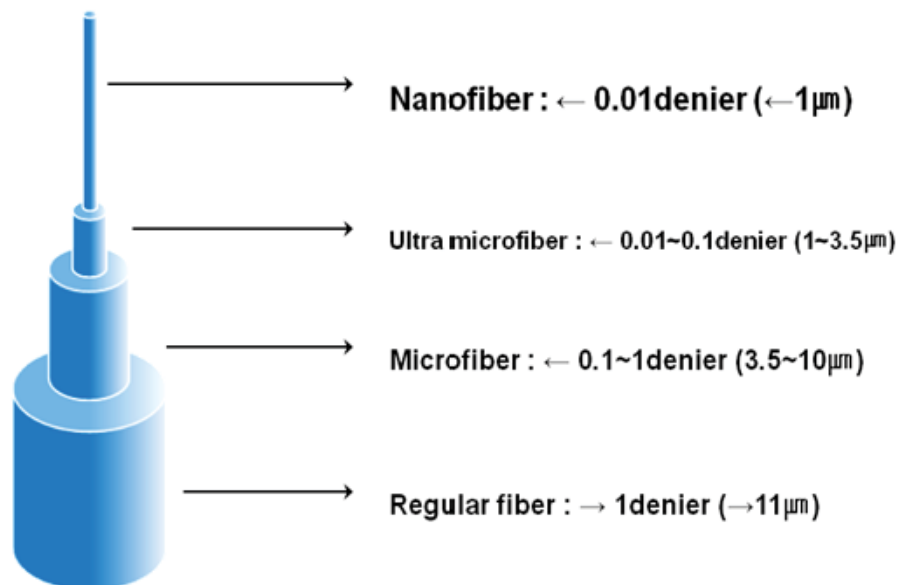 Nanofiber : ← 0.01denier (←1㎛)
Ultra microfiber : ← 0.01~0.1denier (1~3.5㎛)
Microfiber : ← 0.1~1denier (3.5~10㎛)
Regular fiber : → 1denier (→11㎛)